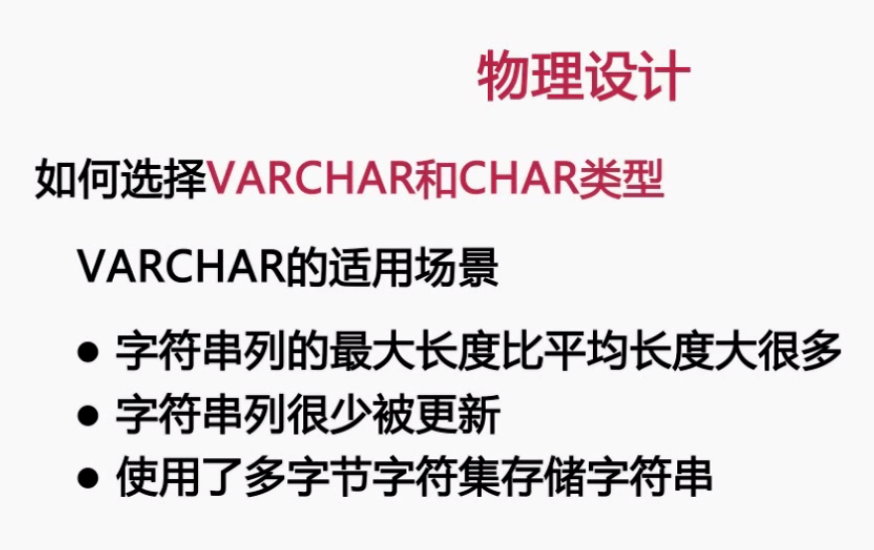 物理设计
如何选择VARCHAR和CHAR类型
VARCHAR的适用场景
● 字符串列的最大长度比平均长度大很多
● 字符串列很少被更新
● 使用了多字节字符集存储字符串